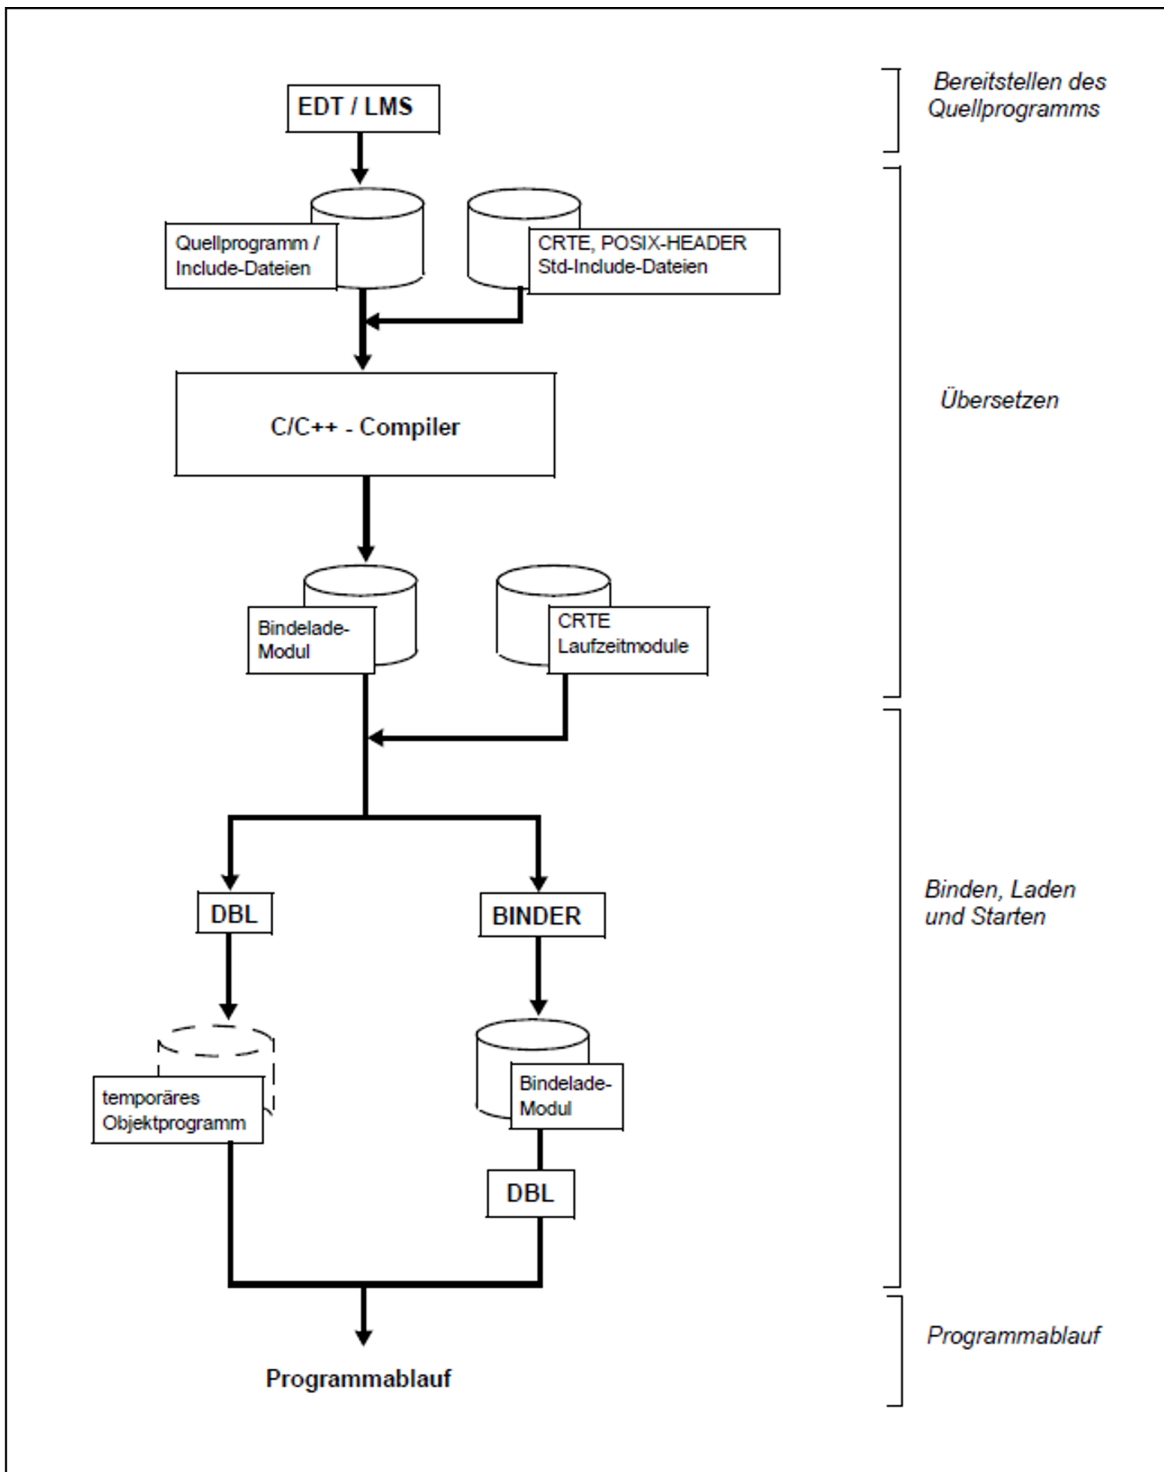 EDT / LMS
Bereitstellen des
Quellprogramms
Quellprogramm /
Include-Dateien
CRTE, POSIX-HEADER
Std-Include-Dateien
Übersetzen
C/C++ - Compiler
Bindelade-
Modul
CRTE
Laufzeitmodule
Binden, Laden
und Starten
DBL
BINDER
temporäres
Objektprogramm
Bindelade-
Modul
DBL
Programmablauf
Programmablauf